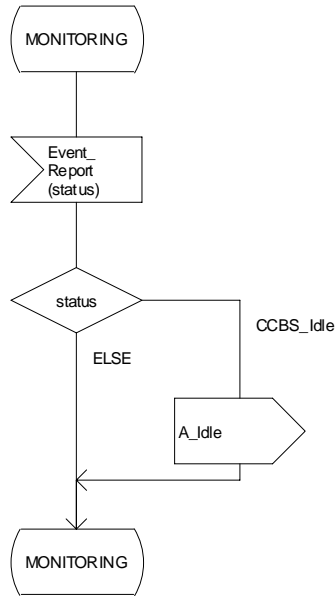 MONITORING
Event_
Report
(status)
status
CCBS_Idle
ELSE
A_Idle
MONITORING